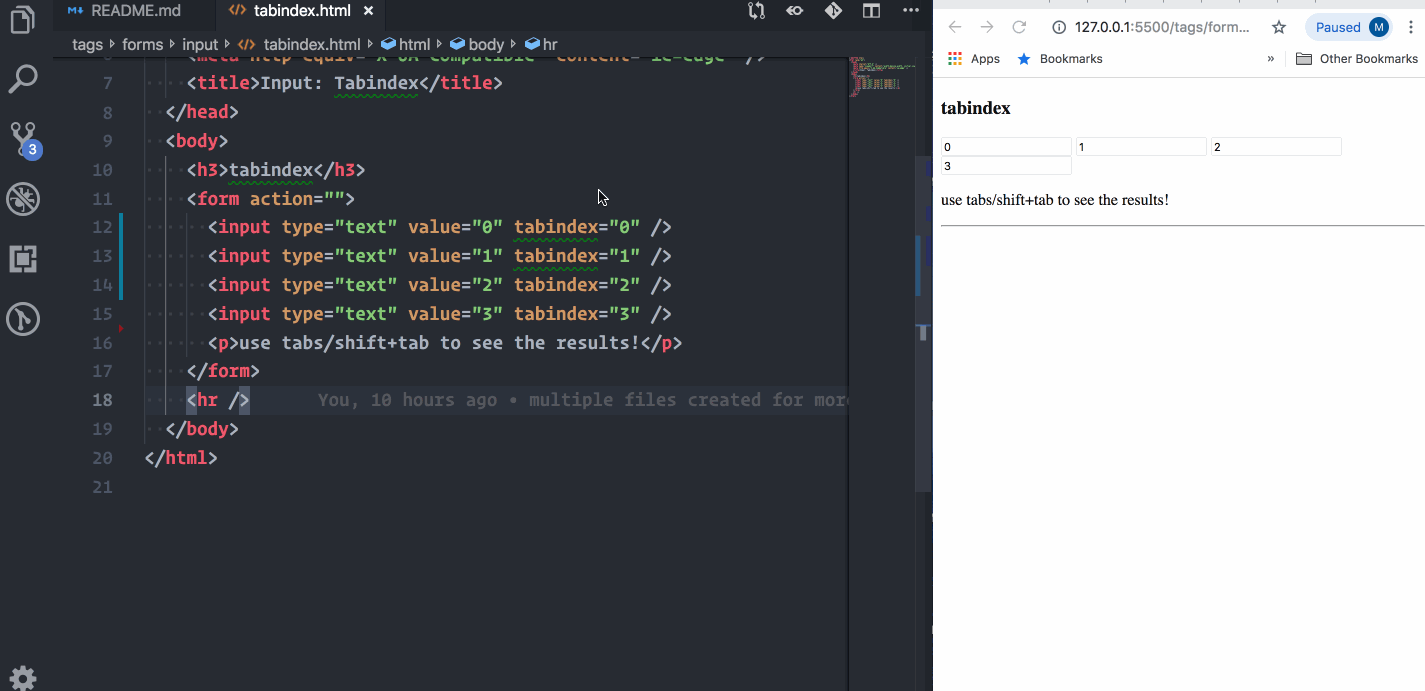 README.md
tabindex.html ×
tags forms input tabindex.html html body hr
7 <title>Input: Tabindex</title>
8 </head>
9 <body>
10 <h3>tabindex</h3>
11 <form action="">
12 <input type="text" value="0" tabindex="0" />
13 <input type="text" value="1" tabindex="1" />
14 <input type="text" value="2" tabindex="2" />
15 <input type="text" value="3" tabindex="3" />
16 <p>use tabs/shift+tab to see the results!</p>
17 </form>
18 <hr /> You, 10 hours ago • multiple files created for more
19 </body>
20 </html>
21
3
127.0.0.1:5500/tags/form...
Paused M
Apps Bookmarks » Other Bookmarks
tabindex
0 1 2
3
use tabs/shift+tab to see the results!